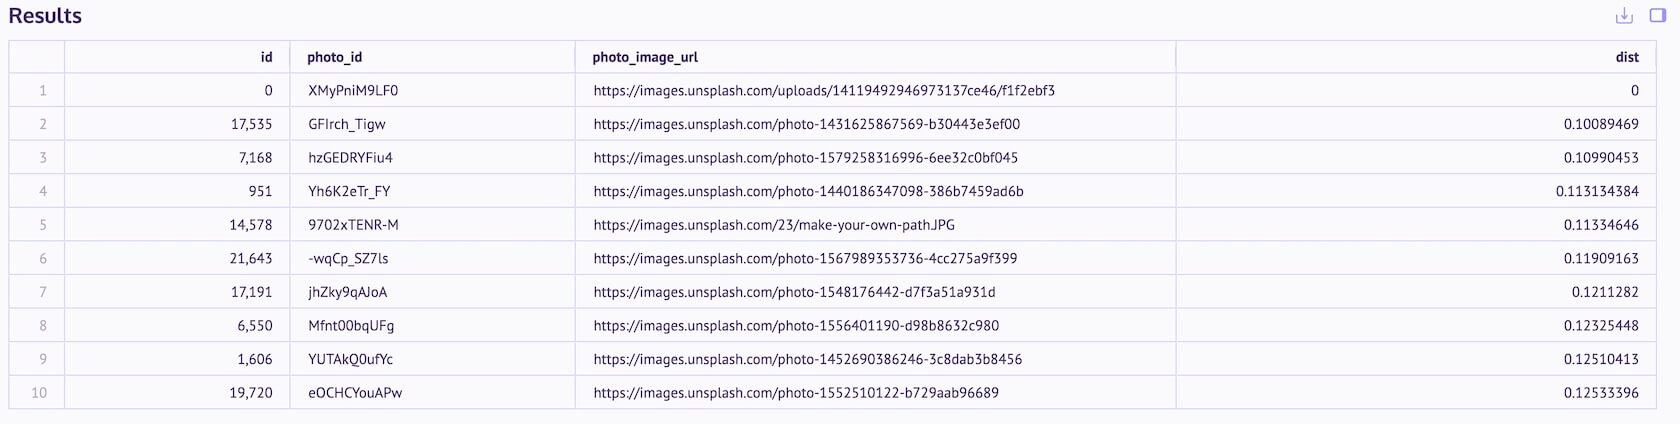 Results
id photo_id photo_image_url dist
1 0 XMyPniM9LF0 https://images.unsplash.com/uploads/14119492946973137ce46/f1f2ebf3 0
2 17,535 GFIrch_Tigw https://images.unsplash.com/photo-1431625867569-b30443e3ef00 0.10089469
3 7,168 hzGEDRYFiu4 https://images.unsplash.com/photo-1579258316996-6ee32c0bf045 0.10990453
4 951 Yh6K2eTr_FY https://images.unsplash.com/photo-1440186347098-386b7459ad6b 0.113134384
5 14,578 9702xTENR-M https://images.unsplash.com/23/make-your-own-path.JPG 0.11334646
6 21,643 -wqCp_SZ7ls https://images.unsplash.com/photo-1567989353736-4cc275a9f399 0.11909163
7 17,191 jhZky9qAJoA https://images.unsplash.com/photo-1548176442-d7f3a51a931d 0.1211282
8 6,550 Mfnt00bqUFg https://images.unsplash.com/photo-1556401190-d98b8632c980 0.12325448
9 1,606 YUTAkQ0ufYc https://images.unsplash.com/photo-1452690386246-3c8dab3b8456 0.12510413
10 19,720 eOCHCYouAPw https://images.unsplash.com/photo-1552510122-b729aab96689 0.12533396